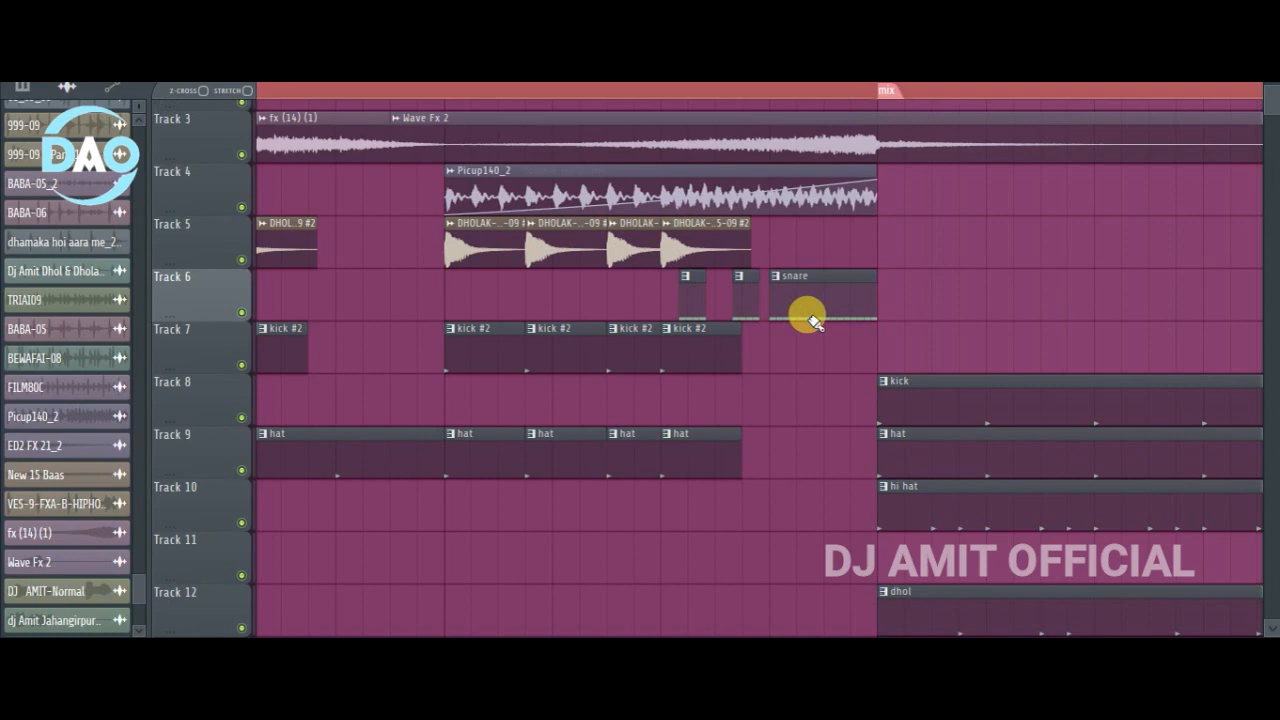 Z-CROSS STRETCH
mix
999-09
999-09
DAO
BABA-05_2
BABA-06
dhamaka hoi aara me_2..
Dj Amit Dhol & Dhola..
TRIAI09
BABA-05
BEWAFAI-08
FILM80C
Picup140_2
ED2 FX 21_2
New 15 Baas
VES-9-FXA-B-HIPHO..
fx (14) (1)
Wave Fx 2
DJ_ AMIT-Normal
dj Amit Jahangirpur..
Track 3
fx (14) (1) Wave Fx 2
Track 4
Picup140_2
Track 5
DHOL..9 #2 DHOLAK-...-09 # DHOLAK-...-09 # DHOLAK- DHOLAK-...5-09 #2
Track 6
snare
Track 7
kick #2 kick #2 kick #2 kick #2 kick #2
Track 8
kick
Track 9
hat hat hat hat hat hat
Track 10
hi hat
Track 11
DJ AMIT OFFICIAL
Track 12
dhol